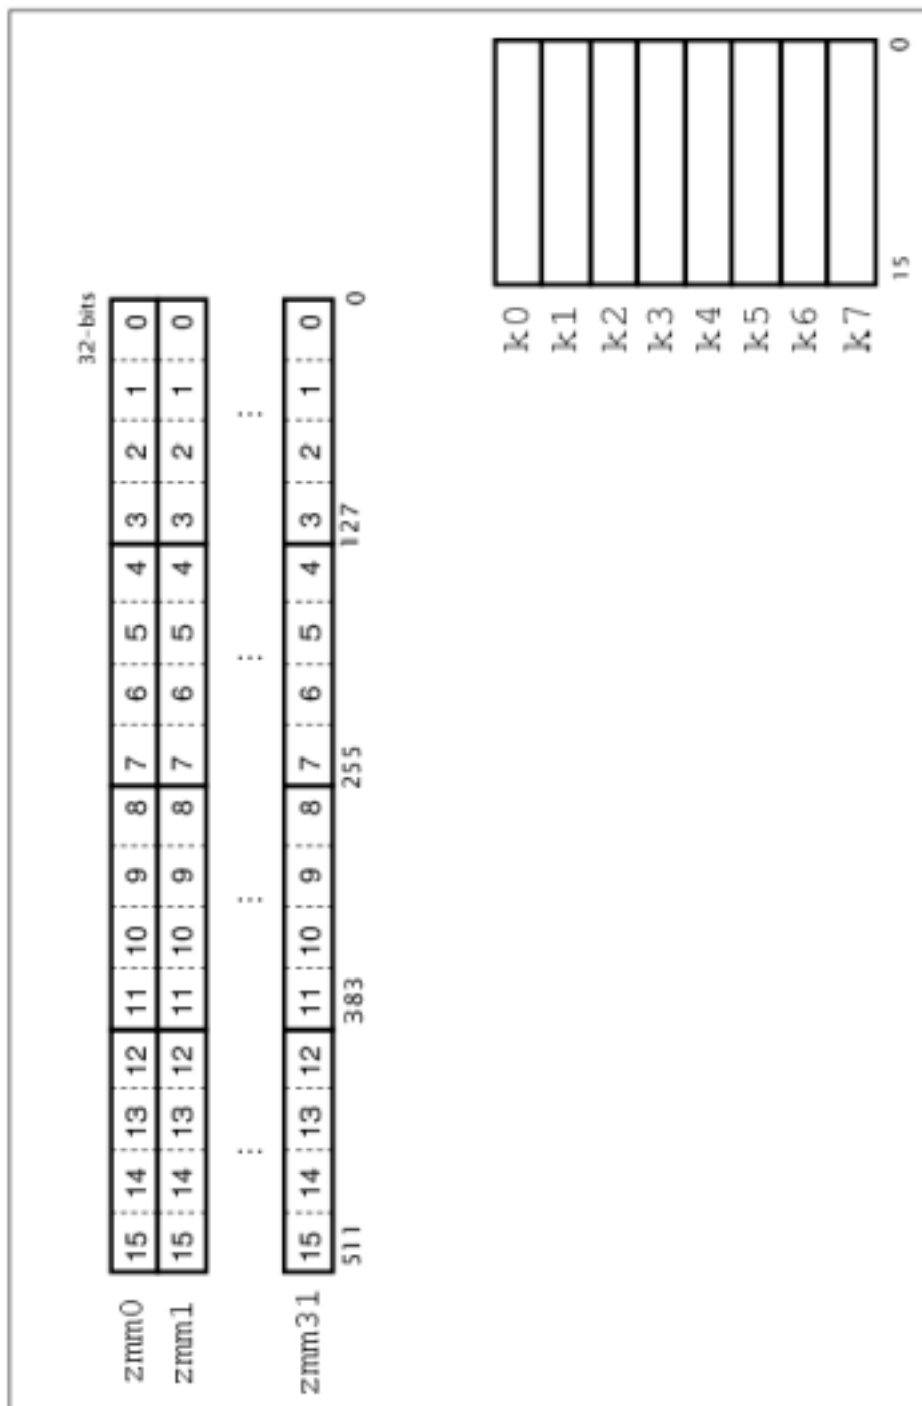 32-bits
zmm0 15 14 13 12 11 10 9 8 7 6 5 4 3 2 1 0
zmm1 15 14 13 12 11 10 9 8 7 6 5 4 3 2 1 0
... ... ... ...
zmm31 15 14 13 12 11 10 9 8 7 6 5 4 3 2 1 0
511 383 255 127 0
k0
k1
k2
k3
k4
k5
k6
k7
15 0